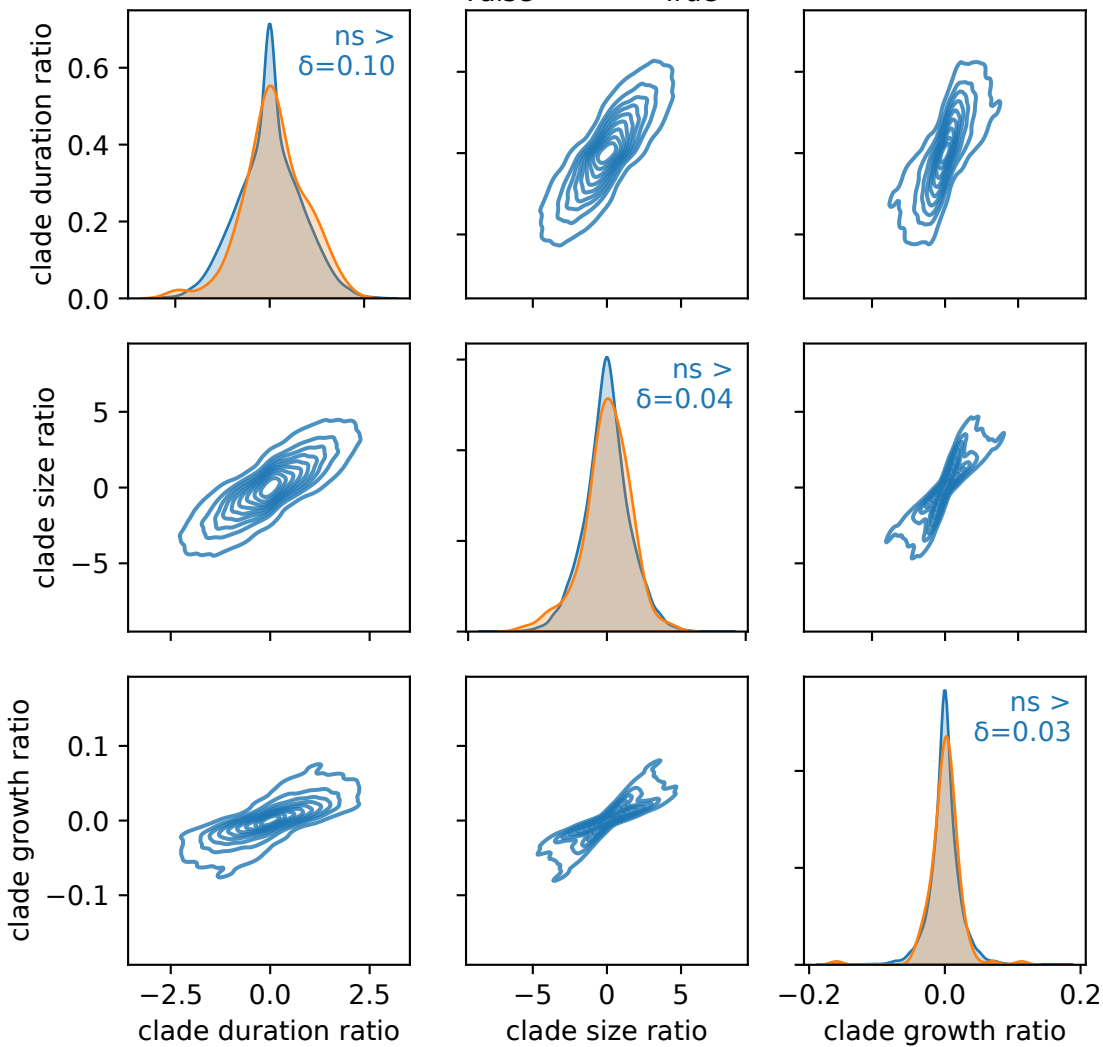 clade duration ratio
0.6
0.4
0.2
0.0
ns >
δ=0.10
clade size ratio
5
0
−5
ns >
δ=0.04
clade growth ratio
0.1
0.0
−0.1
ns >
δ=0.03
−2.5 0.0 2.5
−5 0 5
−0.2 0.0 0.2
clade duration ratio
clade size ratio
clade growth ratio